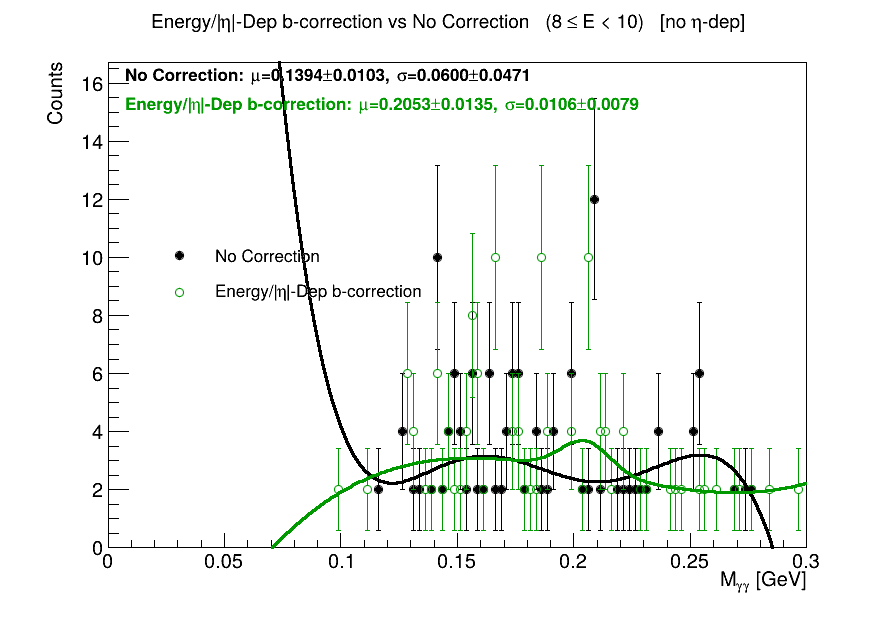 Energy/|η|-Dep b-correction vs No Correction (8 ≤ E < 10) [no η-dep]
Counts
No Correction: μ=0.1394±0.0103, σ=0.0600±0.0471
Energy/|η|-Dep b-correction: μ=0.2053±0.0135, σ=0.0106±0.0079
No Correction
Energy/|η|-Dep b-correction
16
14
12
10
8
6
4
2
0
0 0.05 0.1 0.15 0.2 0.25 0.3
Mγγ [GeV]